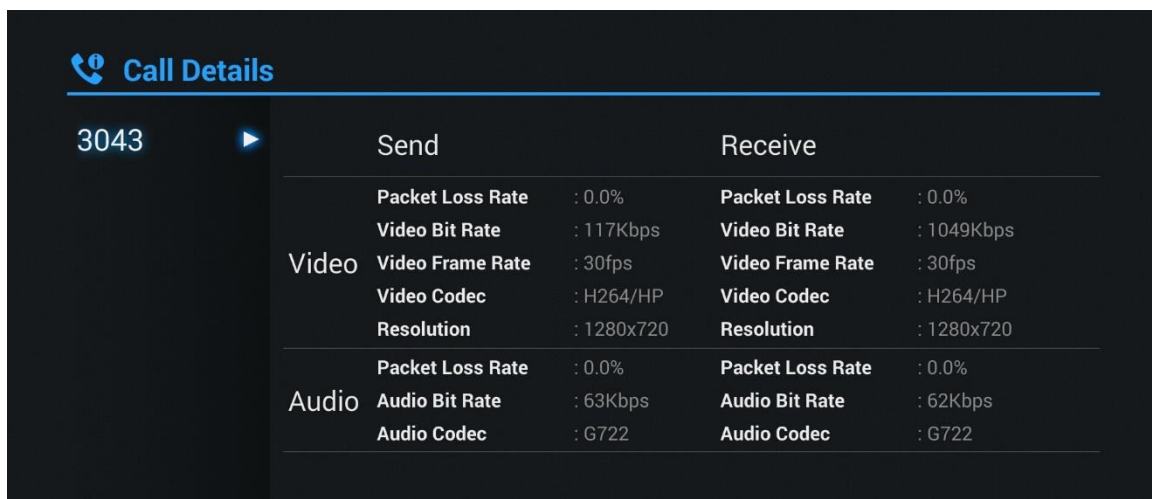 Call Details
3043
Send Receive
Packet Loss Rate : 0.0% Packet Loss Rate : 0.0%
Video Bit Rate : 117Kbps Video Bit Rate : 1049Kbps
Video Video Frame Rate : 30fps Video Frame Rate : 30fps
Video Codec : H264/HP Video Codec : H264/HP
Resolution : 1280x720 Resolution : 1280x720
Packet Loss Rate : 0.0% Packet Loss Rate : 0.0%
Audio Audio Bit Rate : 63Kbps Audio Bit Rate : 62Kbps
Audio Codec : G722 Audio Codec : G722